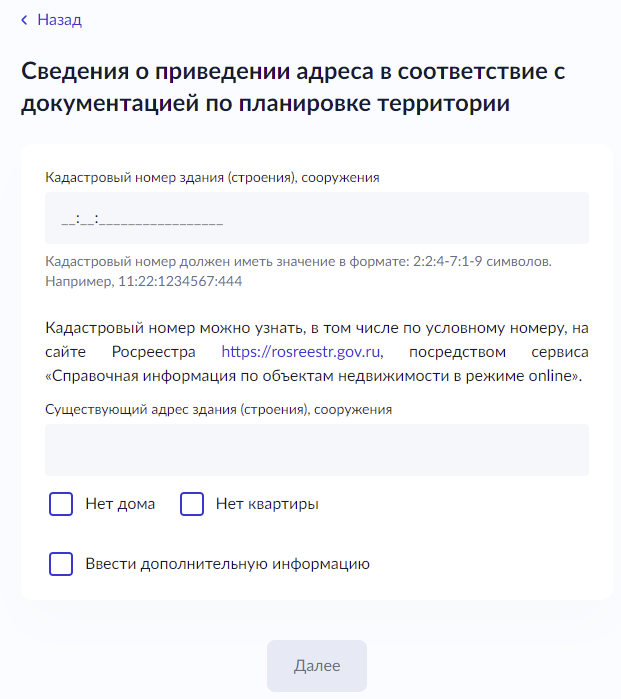 Назад
Сведения о приведении адреса в соответствие с
документацией по планировке территории
Кадастровый номер здания (строения), сооружения
__:__:_________________
Кадастровый номер должен иметь значение в формате: 2:2:4-7:1-9 символов.
Например, 11:22:1234567:444
Кадастровый номер можно узнать, в том числе по условному номеру, на
сайте Росреестра https://rosreestr.gov.ru, посредством сервиса
«Справочная информация по объектам недвижимости в режиме online».
Существующий адрес здания (строения), сооружения
Нет дома Нет квартиры
Ввести дополнительную информацию
Далее